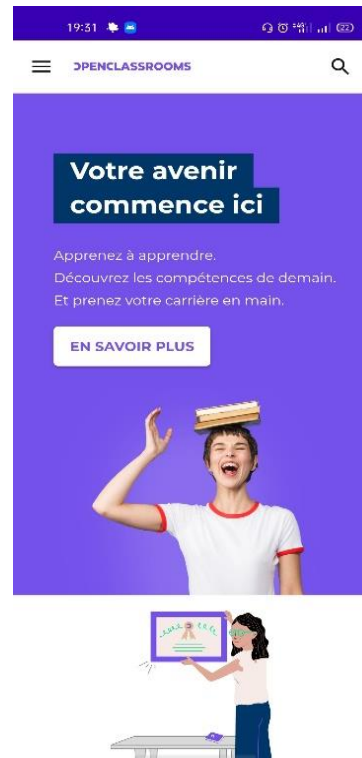 19:31
OPENCLASSROOMS
Votre avenir
commence ici
Apprenez à apprendre.
Découvrez les compétences de demain.
Et prenez votre carrière en main.
EN SAVOIR PLUS